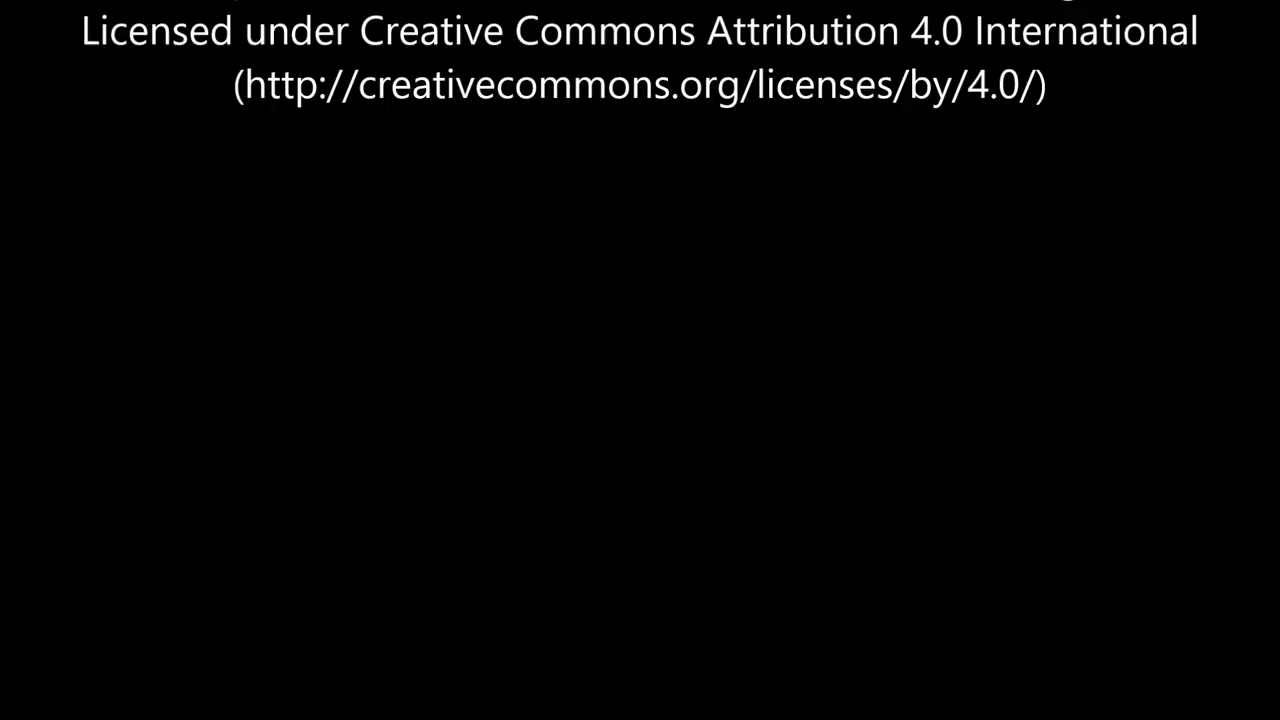 Licensed under Creative Commons Attribution 4.0 International
(http://creativecommons.org/licenses/by/4.0/)